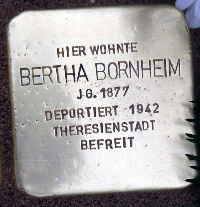 HIER WOHNTE
BERTHA BORNHEIM
JG. 1877
DEPORTIERT 1942
THERESIENSTADT
BEFREIT